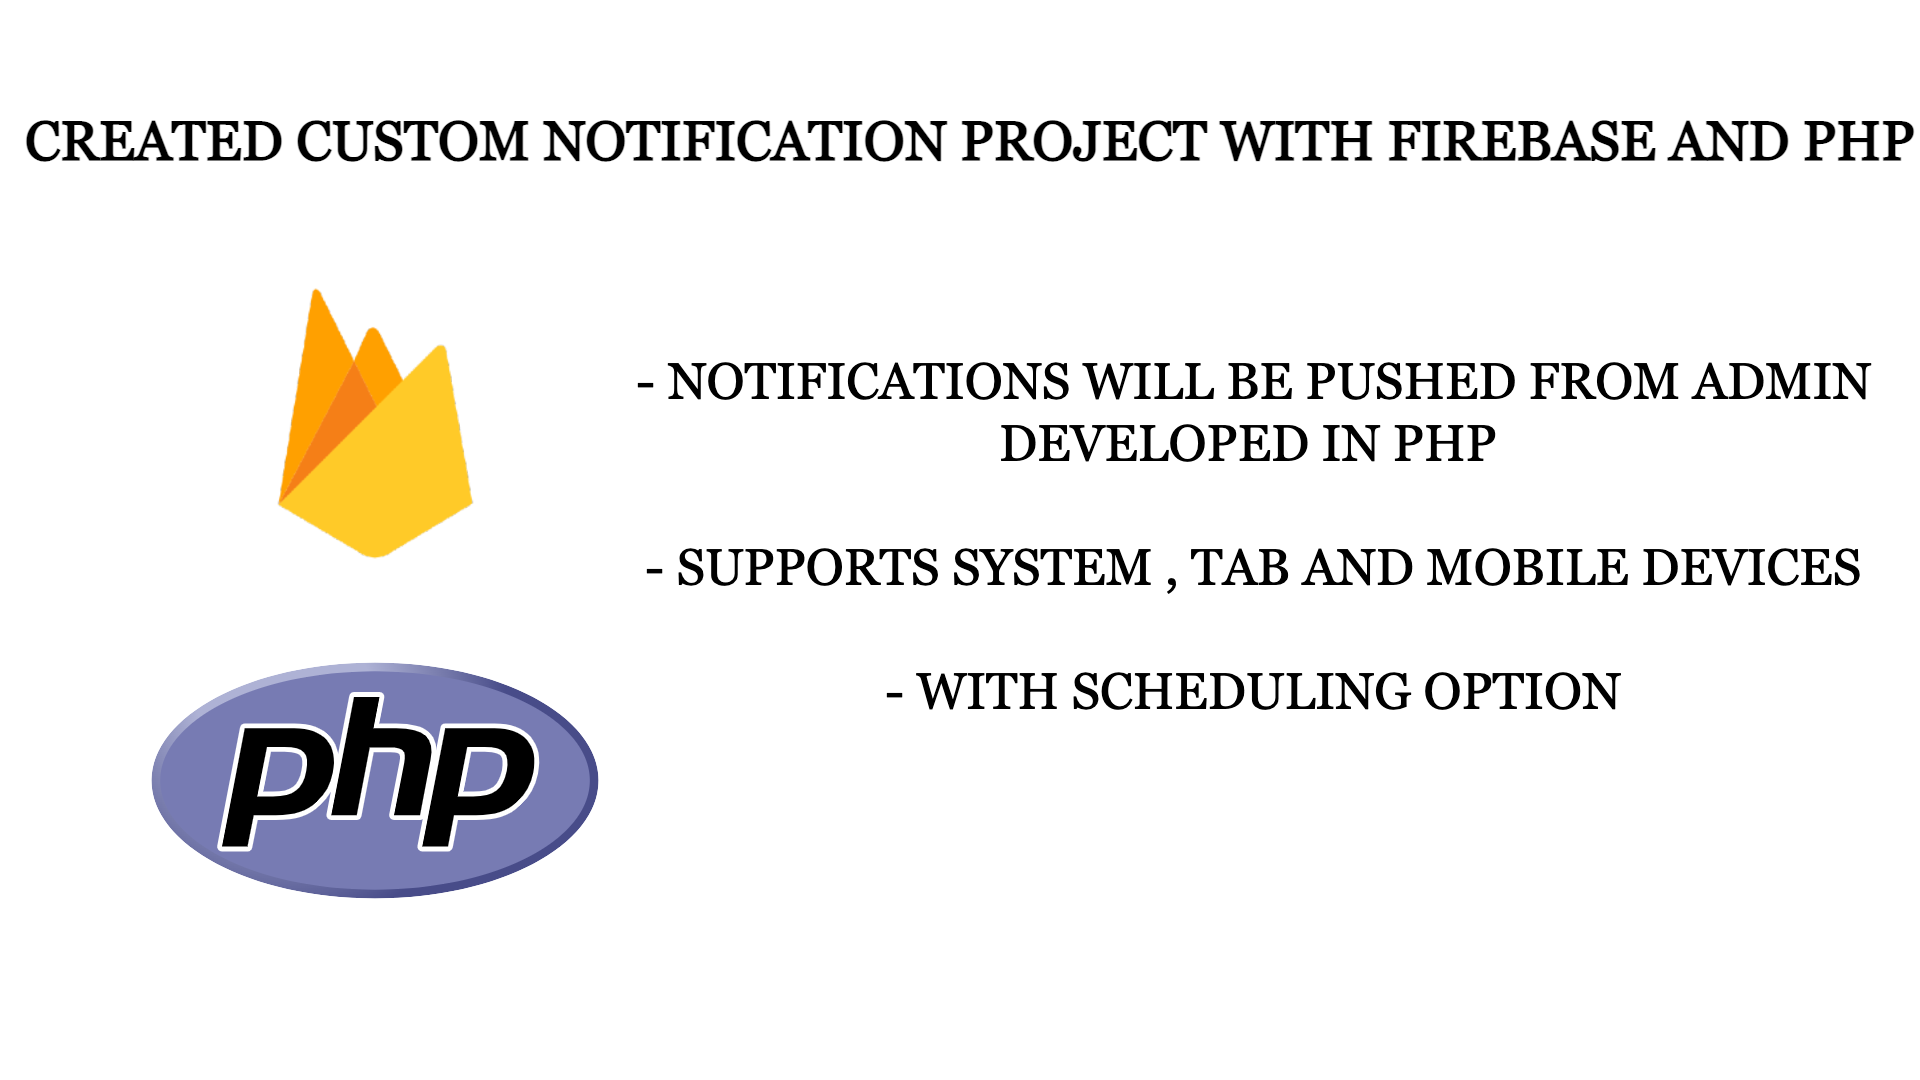 CREATED CUSTOM NOTIFICATION PROJECT WITH FIREBASE AND PHP
- NOTIFICATIONS WILL BE PUSHED FROM ADMIN
DEVELOPED IN PHP
- SUPPORTS SYSTEM , TAB AND MOBILE DEVICES
- WITH SCHEDULING OPTION
php